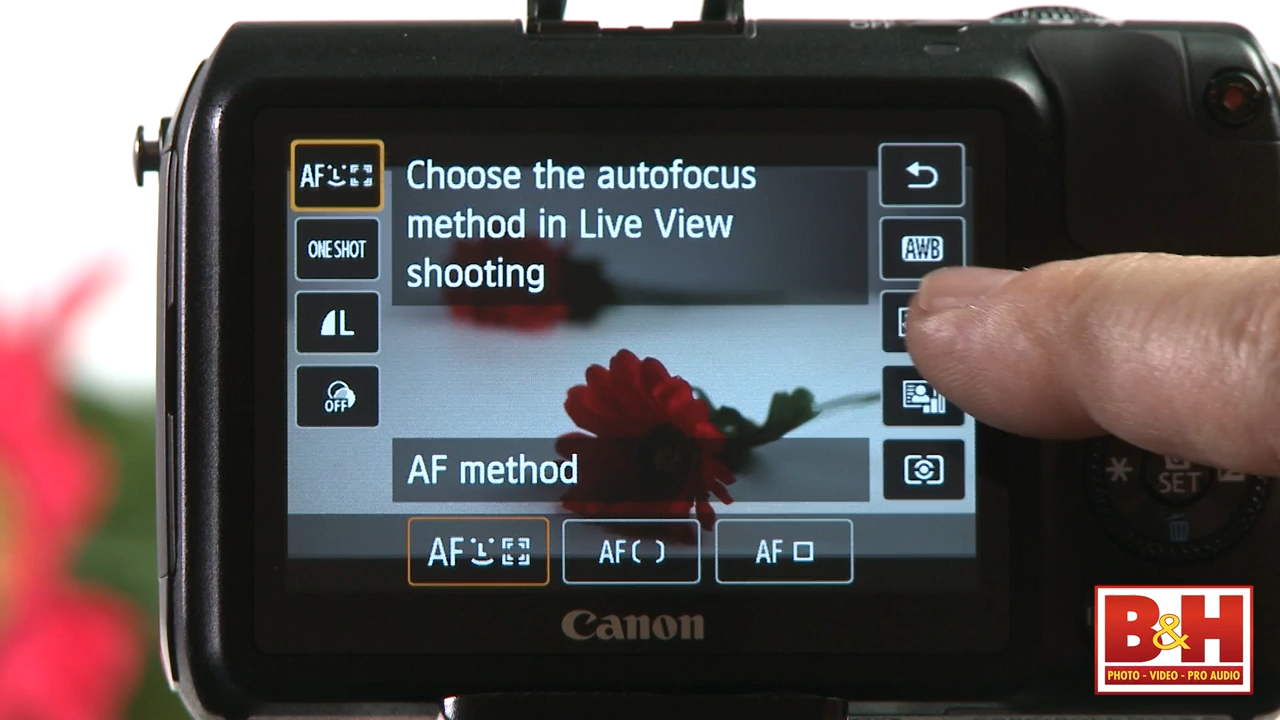 OFF
AF
Choose the autofocus
method in Live View
shooting
AWB
ONE SHOT
L
OFF
AF method
SET
AF
AF ( )
AF
Canon
B&H
PHOTO - VIDEO - PRO AUDIO